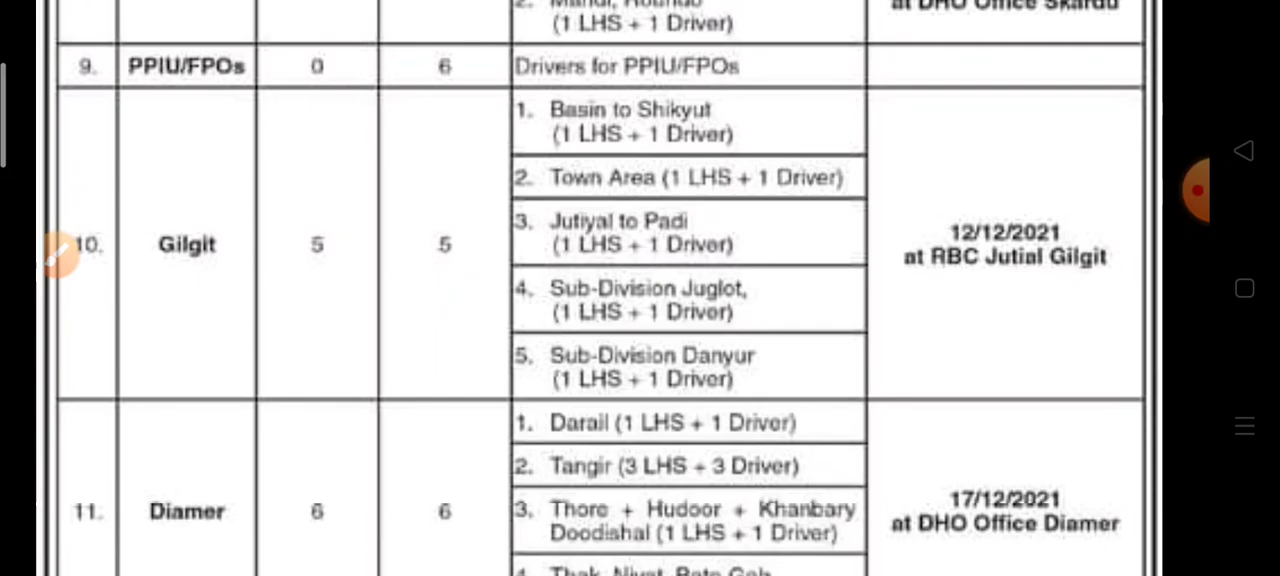 (1 LHS + 1 Driver)
at DHO Office Skardu
9. PPIU/FPOs 0 6 Drivers for PPIU/FPOs
10. Gilgit 5 5
1. Basin to Shikyut
(1 LHS + 1 Driver)
2. Town Area (1 LHS + 1 Driver)
3. Jutiyal to Padi
(1 LHS + 1 Driver)
4. Sub-Division Juglot,
(1 LHS + 1 Driver)
5. Sub-Division Danyur
(1 LHS + 1 Driver)
12/12/2021
at RBC Jutial Gilgit
11. Diamer 6 6
1. Darail (1 LHS + 1 Driver)
2. Tangir (3 LHS + 3 Driver)
3. Thore + Hudoor + Khanbary
Doodishal (1 LHS + 1 Driver)
17/12/2021
at DHO Office Diamer